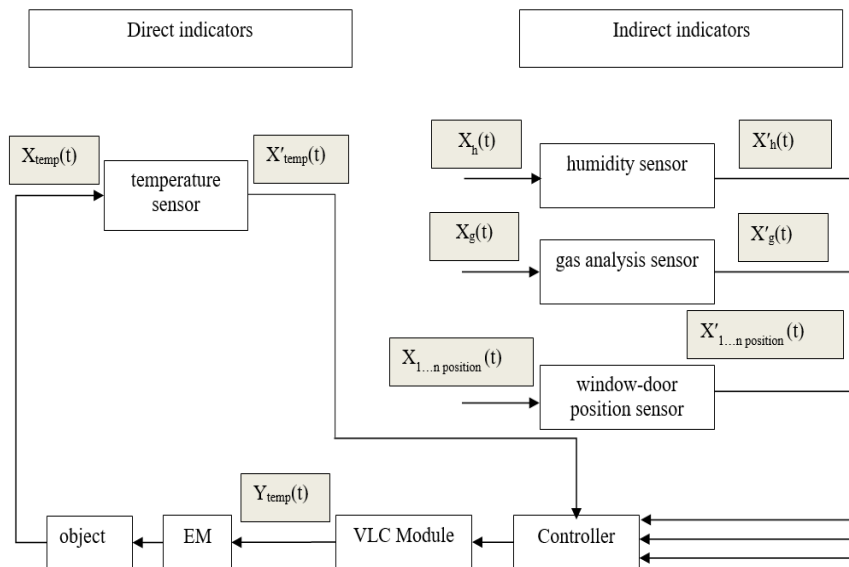 Direct indicators
Indirect indicators
Xtemp(t)
X′temp(t)
temperature
sensor
Xh(t)
humidity sensor
X′h(t)
Xg(t)
gas analysis sensor
X′g(t)
X1…n position (t)
window-door
position sensor
X′1…n position (t)
Ytemp(t)
object
EM
VLC Module
Controller